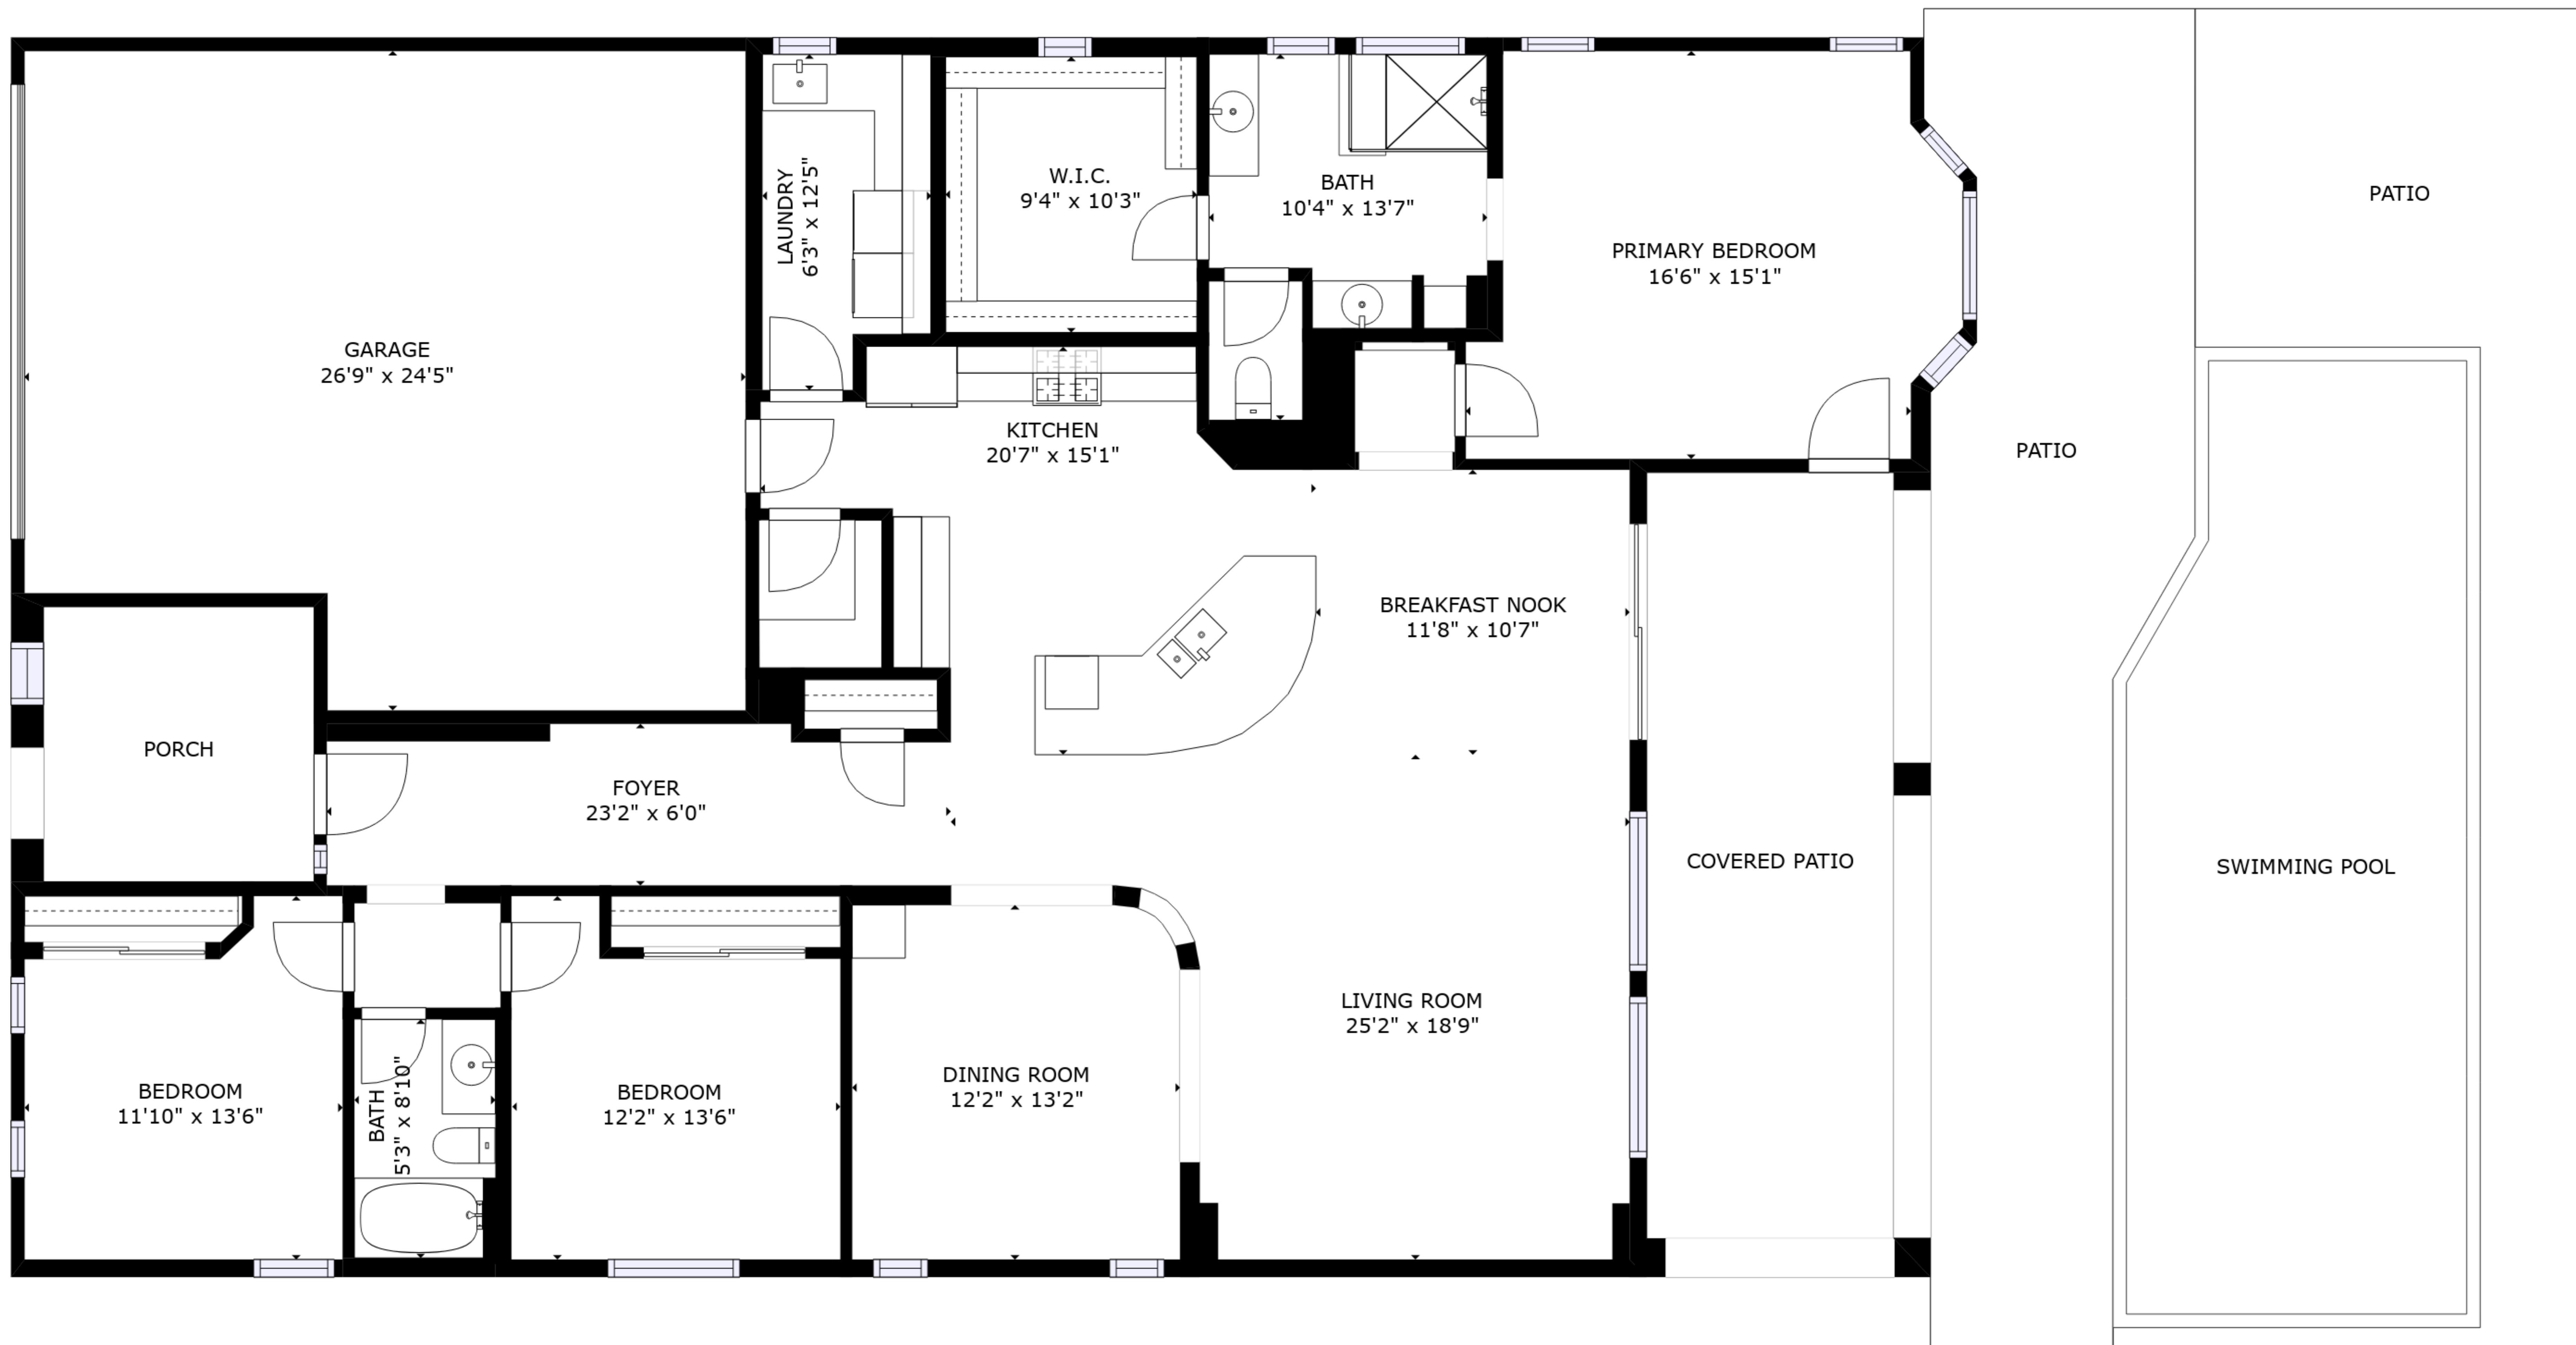 GARAGE
26'9" x 24'5"
LAUNDRY
6'3" x 12'5"
W.I.C.
9'4" x 10'3"
BATH
10'4" x 13'7"
PRIMARY BEDROOM
16'6" x 15'1"
PATIO
PATIO
KITCHEN
20'7" x 15'1"
BREAKFAST NOOK
11'8" x 10'7"
PORCH
FOYER
23'2" x 6'0"
COVERED PATIO
SWIMMING POOL
LIVING ROOM
25'2" x 18'9"
BEDROOM
11'10" x 13'6"
BATH
5'3" x 8'10"
BEDROOM
12'2" x 13'6"
DINING ROOM
12'2" x 13'2"